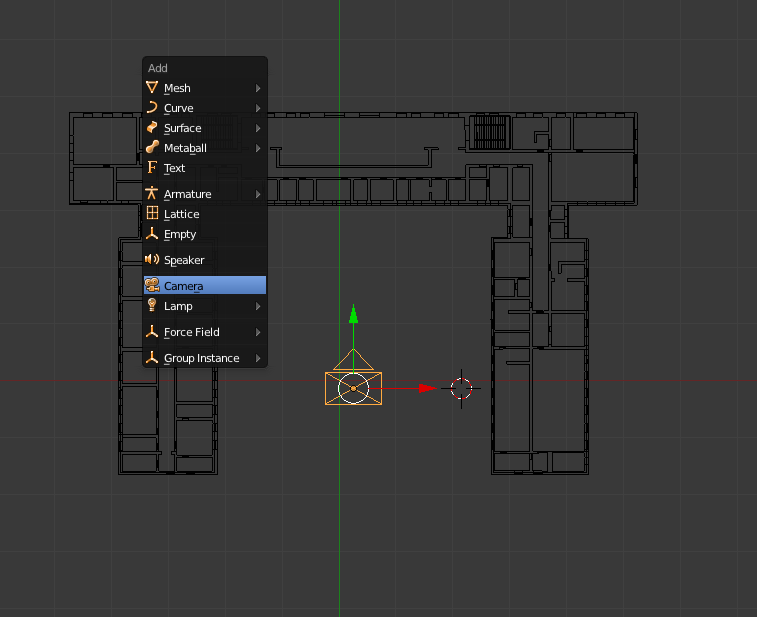 Add
Mesh
Curve
Surface
Metaball
Text
Armature
Lattice
Empty
Speaker
Camera
Lamp
Force Field
Group Instance